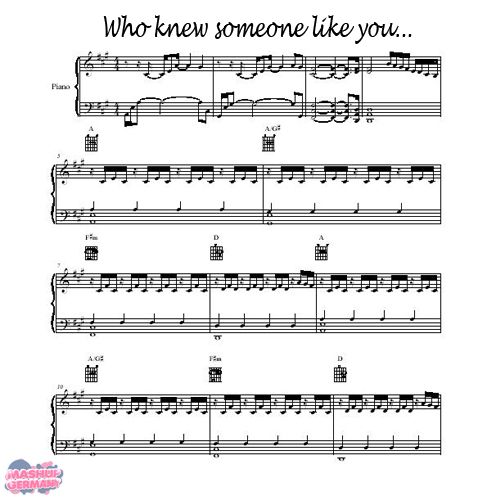 Who knew someone like you...
Piano
A A/G#
5
F#m D A
7
A/G# F#m D
10
MASHUP
GERMANY